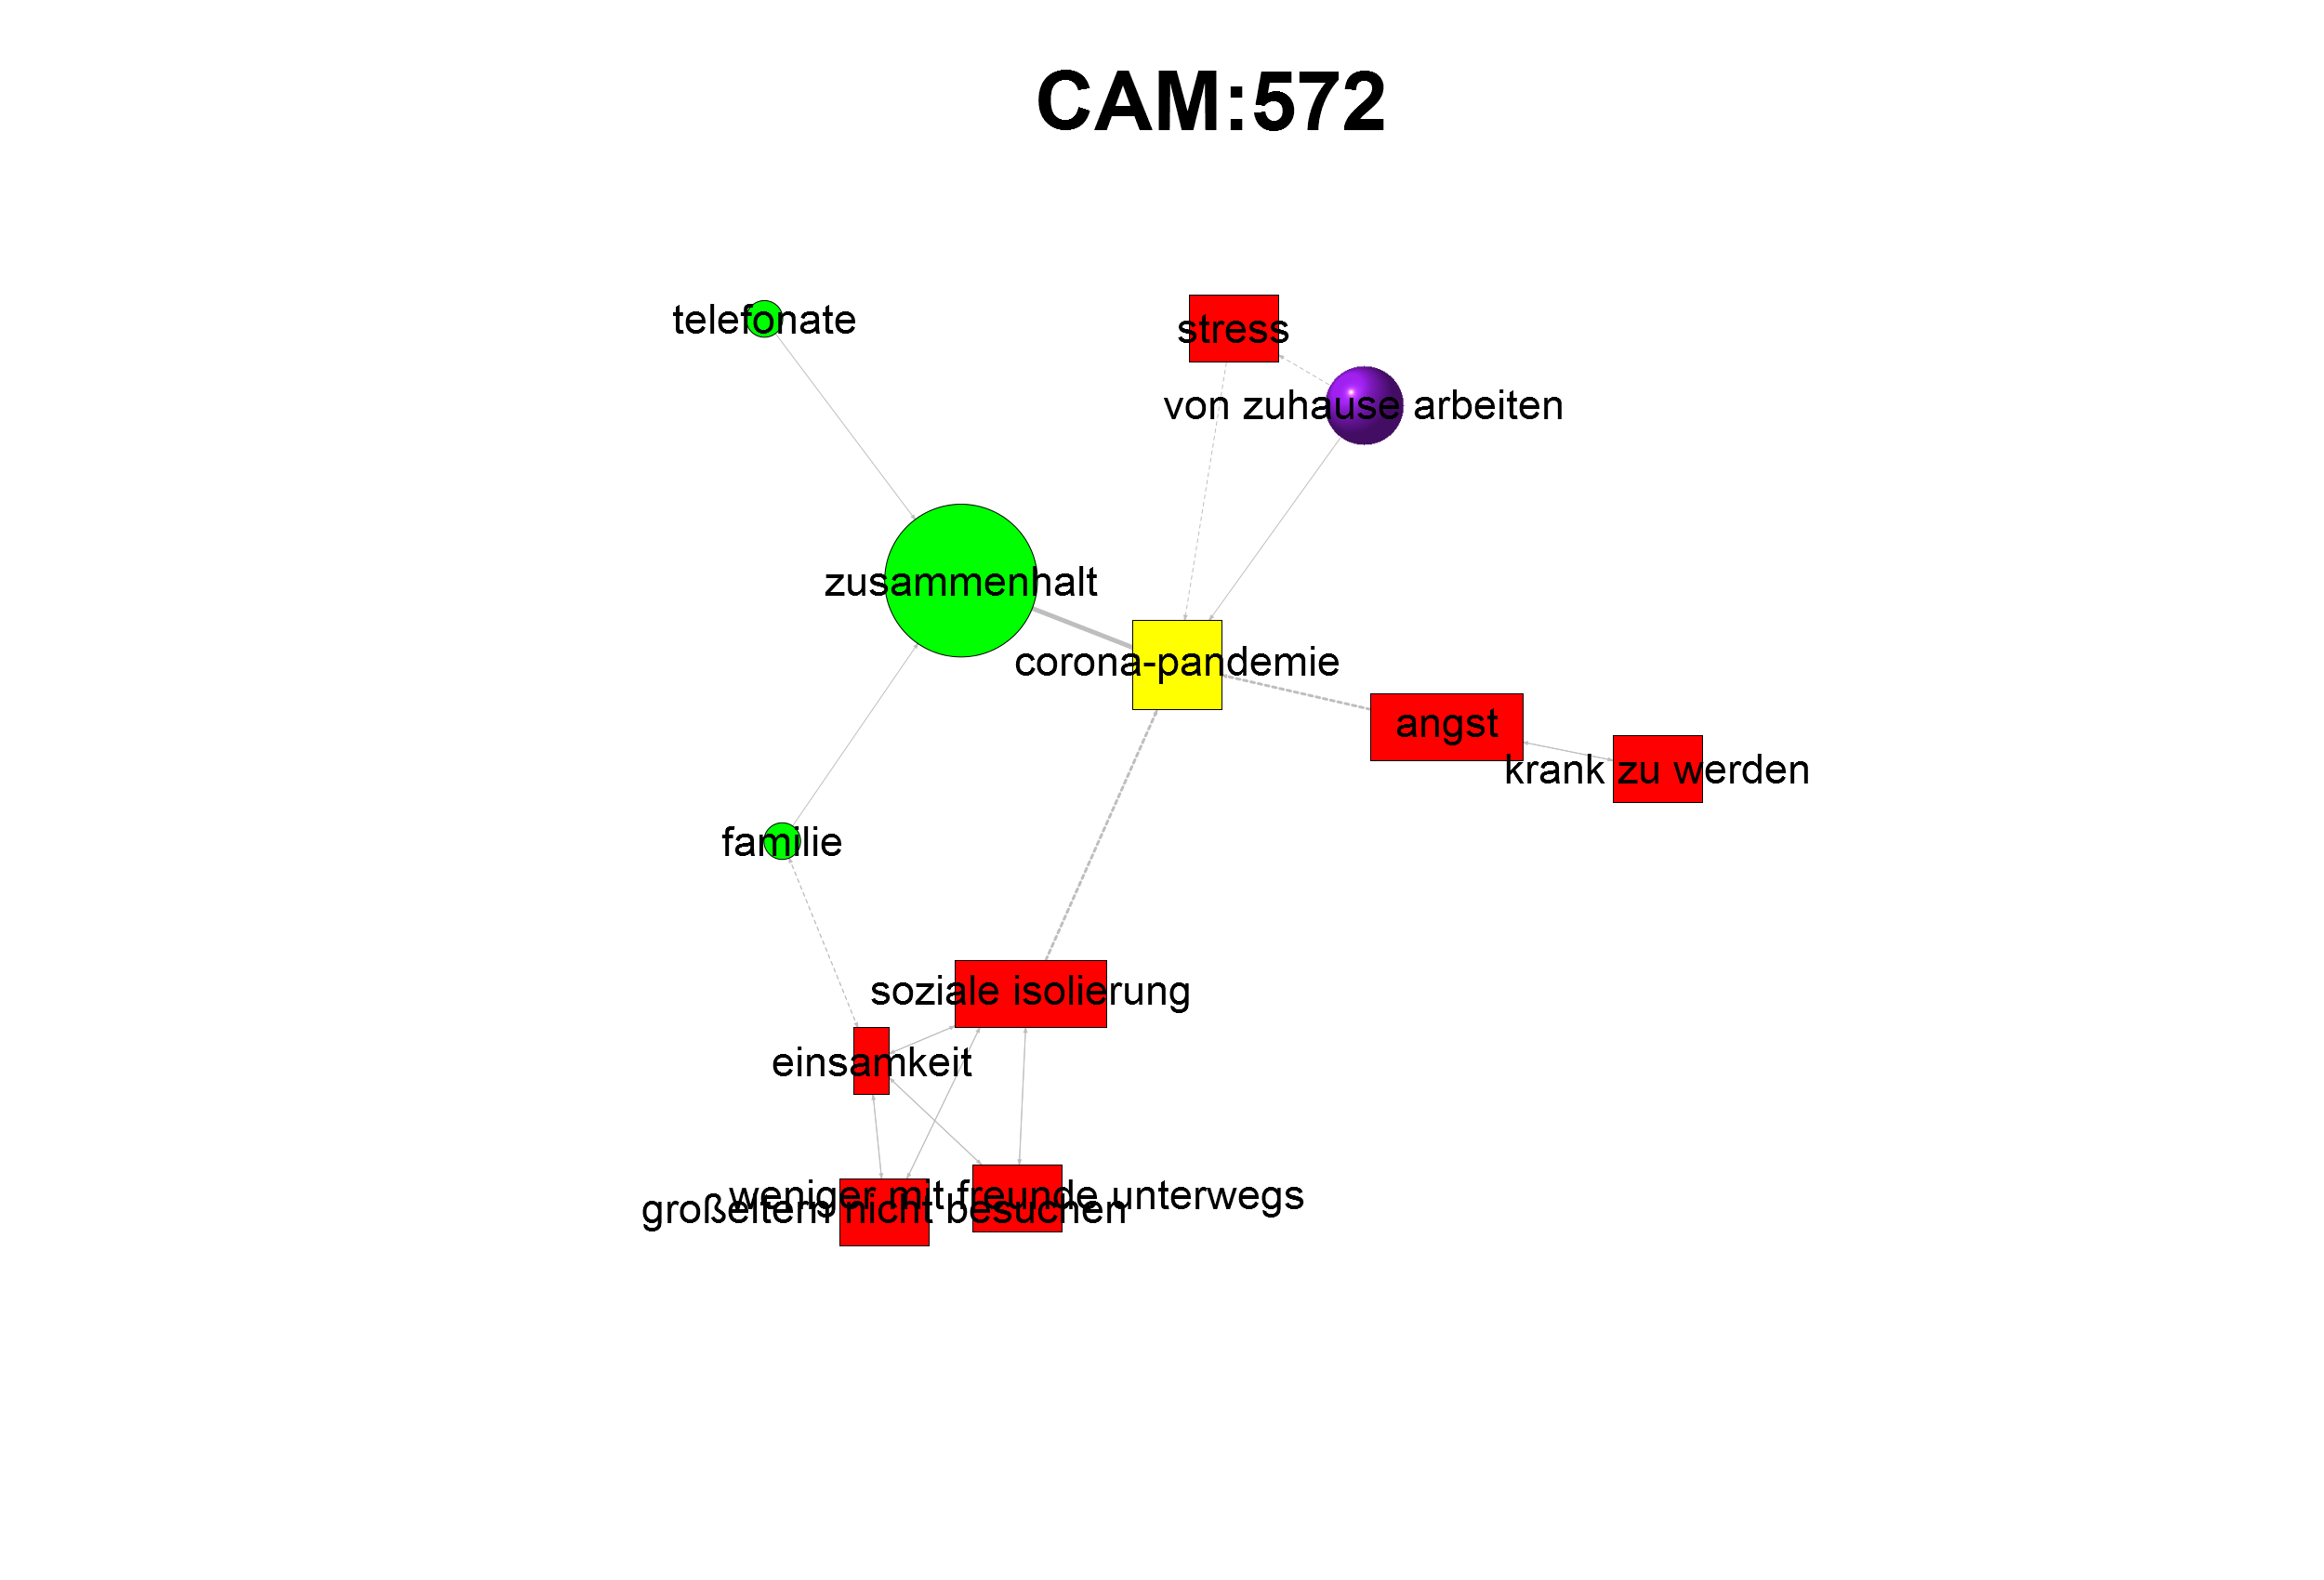 CAM:572
telefonate
stress
von zuhause arbeiten
zusammenhalt
corona-pandemie
angst
krank zu werden
familie
soziale isolierung
einsamkeit
weniger mit freunde unterwegs
großeltern nicht besuchen